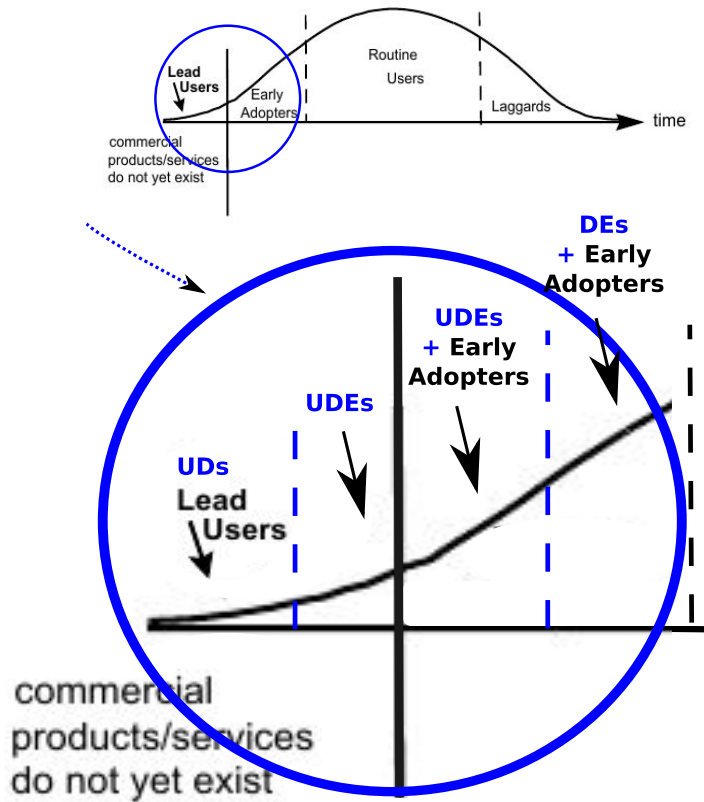 Lead
Users
Early
Adopters
Routine
Users
Laggards
time
commercial
products/services
do not yet exist
DEs
+ Early
Adopters
UDEs
+ Early
Adopters
UDEs
UDs
Lead
Users
commercial
products/services
do not yet exist